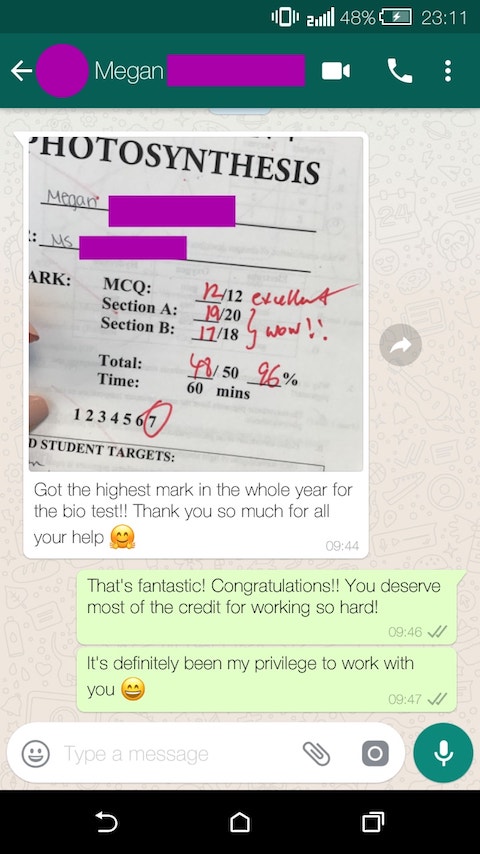 48% 23:11
Megan
PHOTOSYNTHESIS
Megan
: Ms
ARK:
MCQ: 12/12 excellent
Section A: 19/20
Section B: 17/18 wow!!
Total: 48/50 96%
Time: 60 mins
1 2 3 4 5 6 7
D STUDENT TARGETS:
Got the highest mark in the whole year for
the bio test!! Thank you so much for all
your help 🤗
09:44
That's fantastic! Congratulations!! You deserve
most of the credit for working so hard!
09:46
It's definitely been my privilege to work with
you 😄
09:47
Type a message